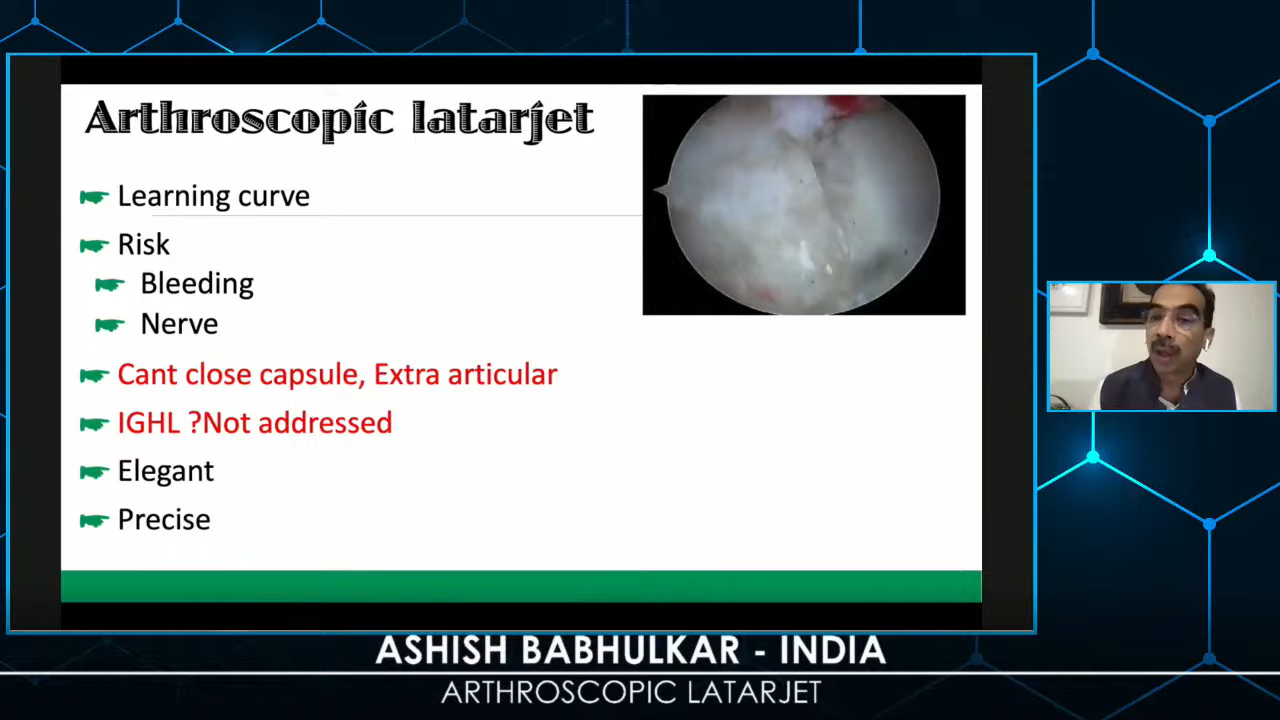 Arthroscopic latarjet
Learning curve
Risk
Bleeding
Nerve
Cant close capsule, Extra articular
IGHL ?Not addressed
Elegant
Precise
ASHISH BABHULKAR - INDIA
ARTHROSCOPIC LATARJET